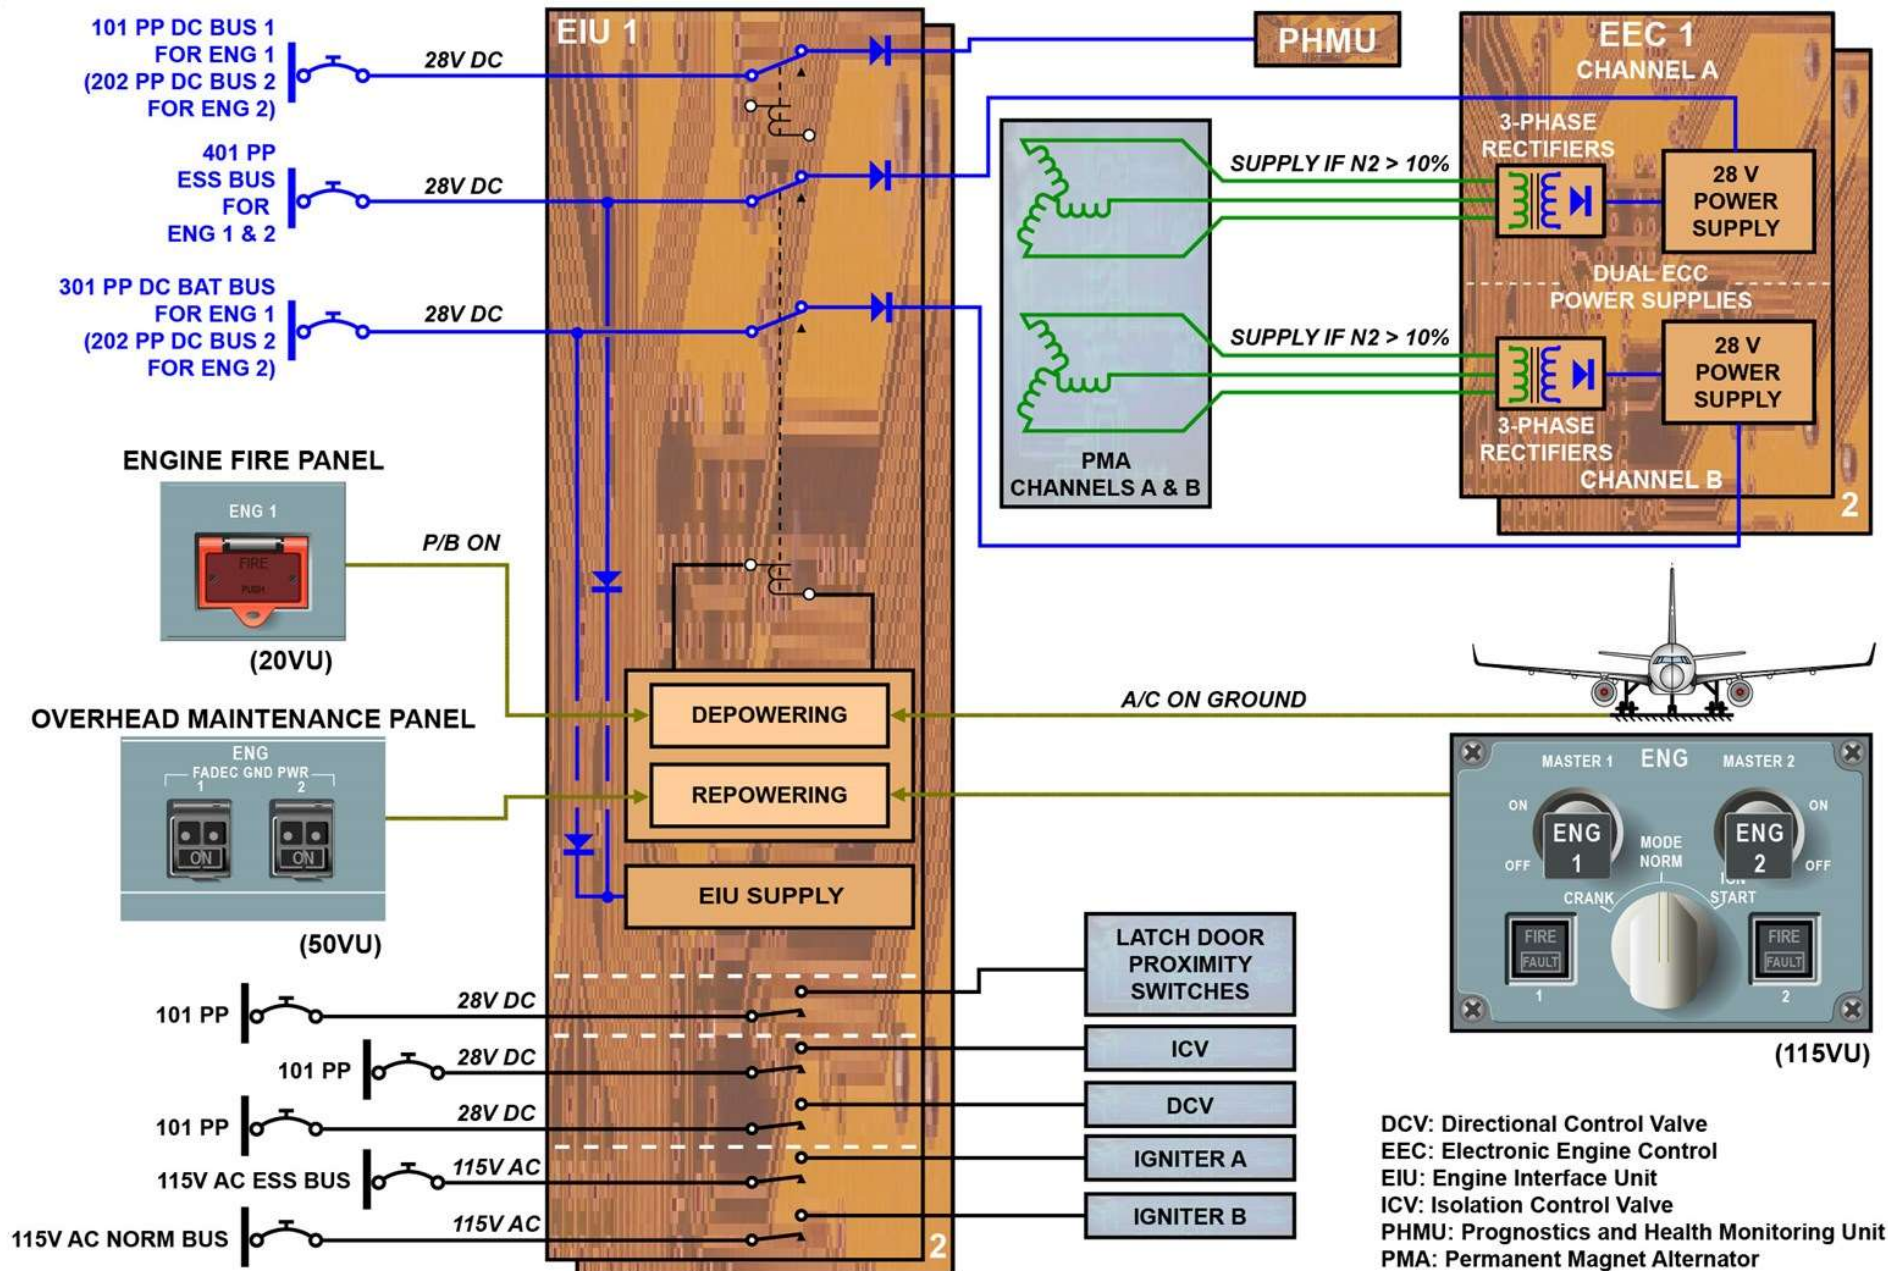 101 PP DC BUS 1
FOR ENG 1
(202 PP DC BUS 2
FOR ENG 2)
28V DC
EIU 1
PHMU
EEC 1
CHANNEL A
401 PP
ESS BUS
FOR
ENG 1 & 2
28V DC
3-PHASE
RECTIFIERS
SUPPLY IF N2 > 10%
28 V
POWER
SUPPLY
301 PP DC BAT BUS
FOR ENG 1
(202 PP DC BUS 2
FOR ENG 2)
28V DC
DUAL ECC
POWER SUPPLIES
SUPPLY IF N2 > 10%
28 V
POWER
SUPPLY
3-PHASE
RECTIFIERS
CHANNEL B
2
PMA
CHANNELS A & B
ENGINE FIRE PANEL
ENG 1
FIRE
PUSH
P/B ON
(20VU)
OVERHEAD MAINTENANCE PANEL
ENG
FADEC GND PWR
1 2
ON ON
(50VU)
DEPOWERING
A/C ON GROUND
REPOWERING
EIU SUPPLY
MASTER 1 ENG MASTER 2
ON ON
ENG
1
ENG
2
OFF OFF
MODE
NORM
CRANK
IGN
START
FIRE
FAULT
1
FIRE
FAULT
2
(115VU)
101 PP
28V DC
LATCH DOOR
PROXIMITY
SWITCHES
101 PP
28V DC
ICV
101 PP
28V DC
DCV
115V AC ESS BUS
115V AC
IGNITER A
115V AC NORM BUS
115V AC
IGNITER B
2
DCV: Directional Control Valve
EEC: Electronic Engine Control
EIU: Engine Interface Unit
ICV: Isolation Control Valve
PHMU: Prognostics and Health Monitoring Unit
PMA: Permanent Magnet Alternator